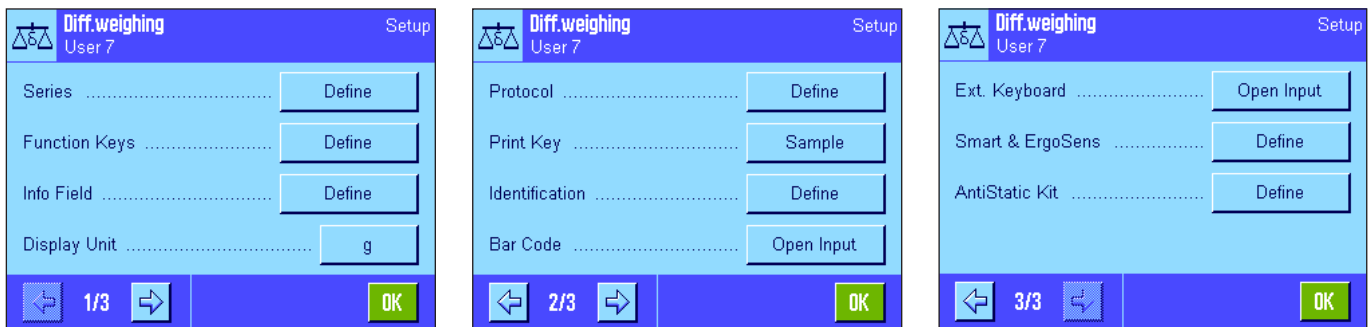 Diff.weighing
Setup
User 7
Series ................................ Define
Function Keys ...................... Define
Info Field .............................. Define
Display Unit ................................ g
1/3
OK
Diff.weighing
Setup
User 7
Protocol ............................. Define
Print Key ............................ Sample
Identification ........................ Define
Bar Code ............................ Open Input
2/3
OK
Diff.weighing
Setup
User 7
Ext. Keyboard ...................... Open Input
Smart & ErgoSens ............... Define
AntiStatic Kit ...................... Define
3/3
OK